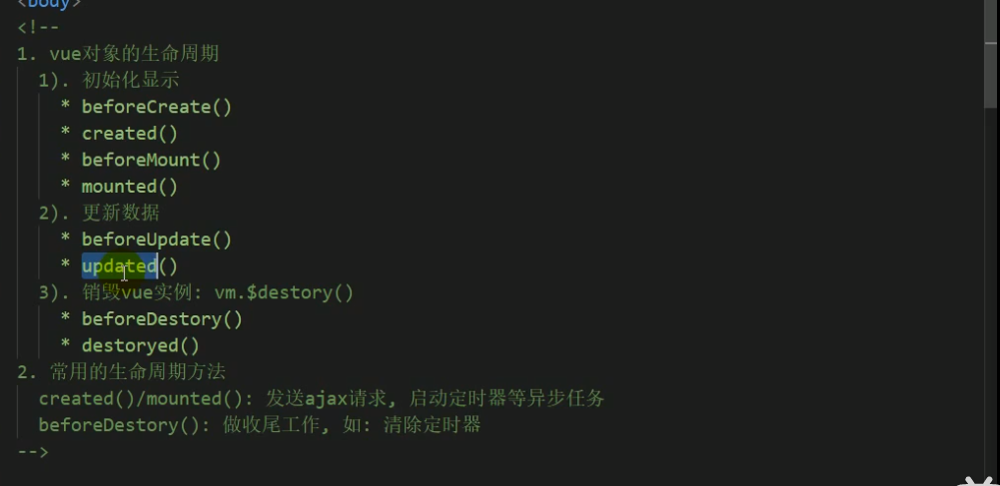 <body>
<!--
1. vue对象的生命周期
1). 初始化显示
* beforeCreate()
* created()
* beforeMount()
* mounted()
2). 更新数据
* beforeUpdate()
* updated()
3). 销毁vue实例: vm.$destory()
* beforeDestory()
* destoryed()
2. 常用的生命周期方法
created()/mounted(): 发送ajax请求, 启动定时器等异步任务
beforeDestory(): 做收尾工作, 如: 清除定时器
-->